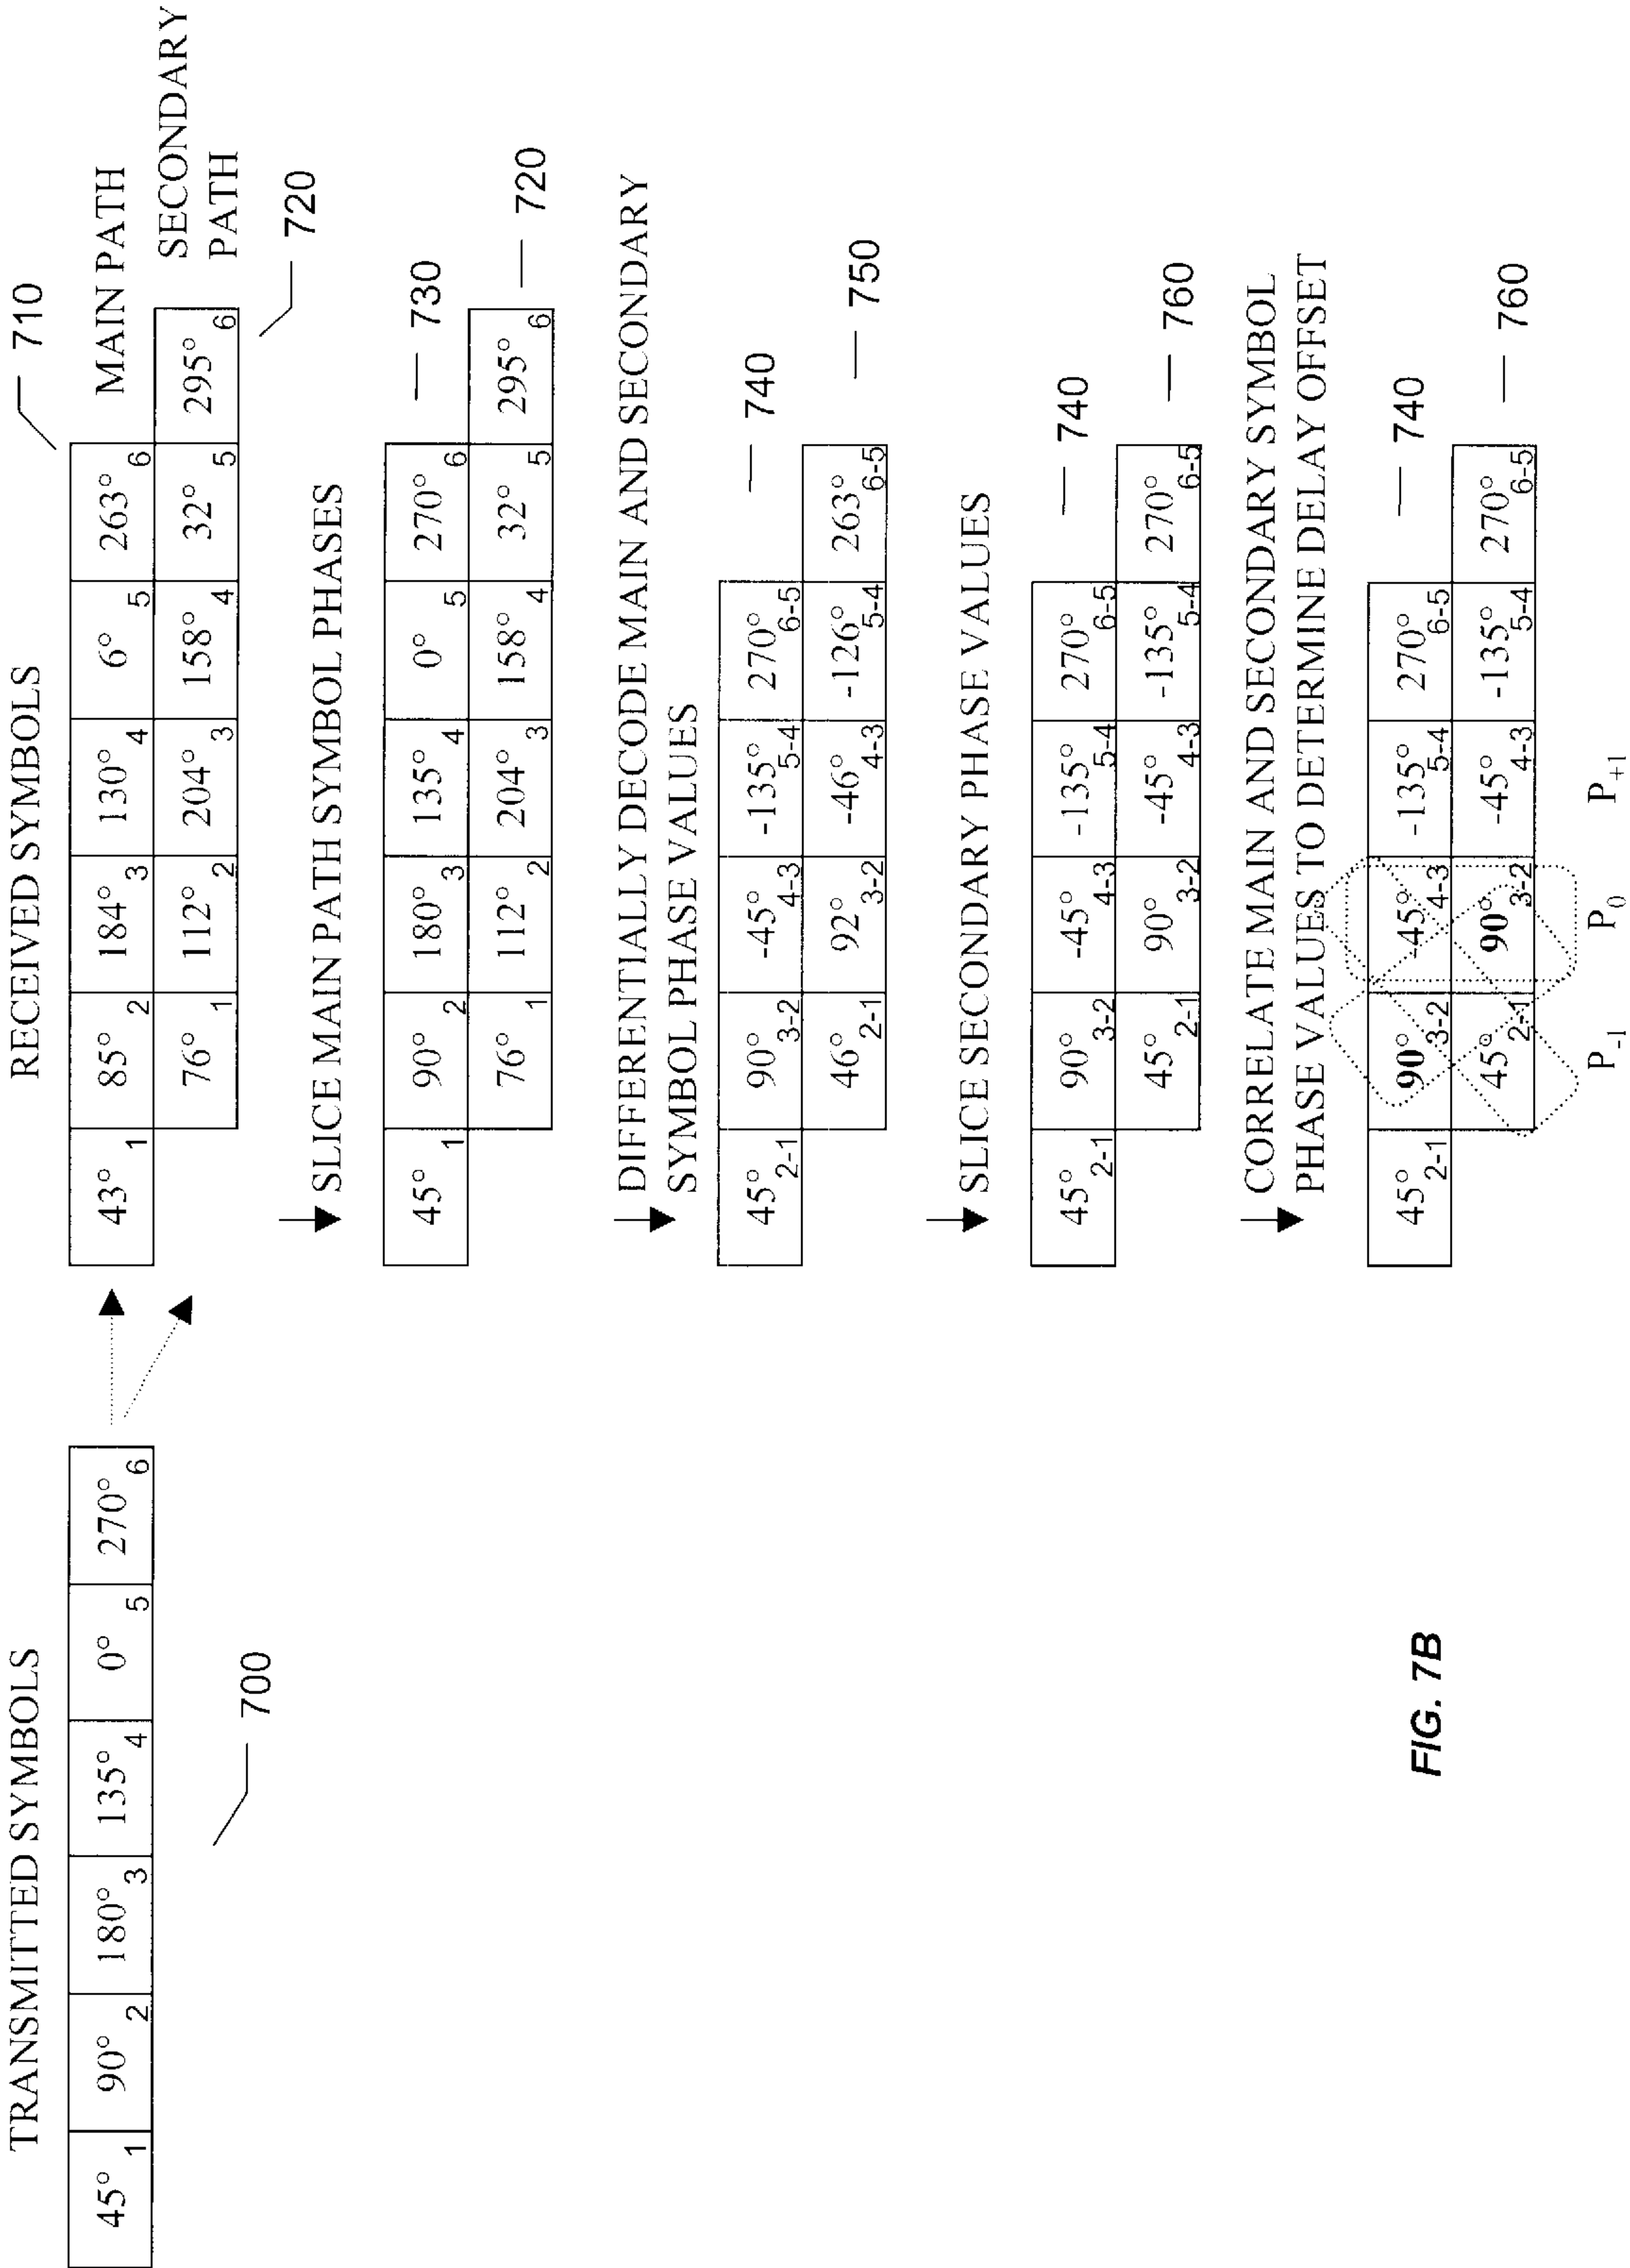 TRANSMITTED SYMBOLS
45° 1 90° 2 180° 3 135° 4 0° 5 270° 6
700
RECEIVED SYMBOLS
710
43° 1 85° 2 184° 3 130° 4 6° 5 263° 6
MAIN PATH
76° 1 112° 2 204° 3 158° 4 32° 5 295° 6
SECONDARY
PATH
720
SLICE MAIN PATH SYMBOL PHASES
45° 1 90° 2 180° 3 135° 4 0° 5 270° 6
730
76° 1 112° 2 204° 3 158° 4 32° 5 295° 6
720
DIFFERENTIALLY DECODE MAIN AND SECONDARY
SYMBOL PHASE VALUES
45° 2-1 90° 3-2 -45° 4-3 -135° 5-4 270° 6-5
740
46° 2-1 92° 3-2 -46° 4-3 -126° 5-4 263° 6-5
750
SLICE SECONDARY PHASE VALUES
45° 2-1 90° 3-2 -45° 4-3 -135° 5-4 270° 6-5
740
45° 2-1 90° 3-2 -45° 4-3 -135° 5-4 270° 6-5
760
CORRELATE MAIN AND SECONDARY SYMBOL
PHASE VALUES TO DETERMINE DELAY OFFSET
45° 2-1 90° 3-2 -45° 4-3 -135° 5-4 270° 6-5
740
45° 2-1 90° 3-2 -45° 4-3 -135° 5-4 270° 6-5
760
P-1 P0 P+1
FIG. 7B